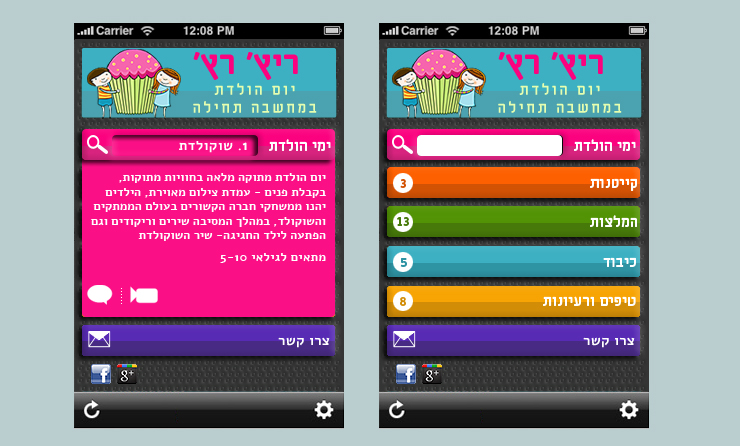 Carrier 12:08 PM
ריץ' רץ'
יום הולדת
במחשבה תחילה
ימי הולדת
1. שוקולדת
יום הולדת מתוקה מלאה בחוויות מתוקות,
בקבלת פנים - עמדת צילום מאוירת, הילדים
יהנו ממשחקי חברה הקשורים בעולם הממתקים
והשוקולד, במהלך המסיבה שירים וריקודים וגם
הפתעה לילד החגיגה- שיר השוקולדת
מתאים לגילאי 5-10
צרו קשר
f g+
Carrier 12:08 PM
ריץ' רץ'
יום הולדת
במחשבה תחילה
ימי הולדת
קייטנות 3
המלצות 13
כיבוד 5
טיפים ורעיונות 8
צרו קשר
f g+